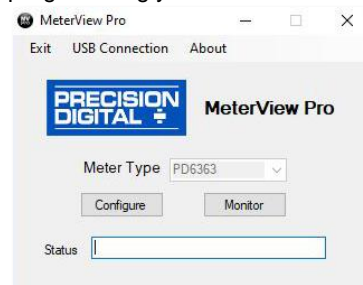 MeterView Pro
Exit USB Connection About
PRECISION
DIGITAL
MeterView Pro
Meter Type PD6363
Configure Monitor
Status